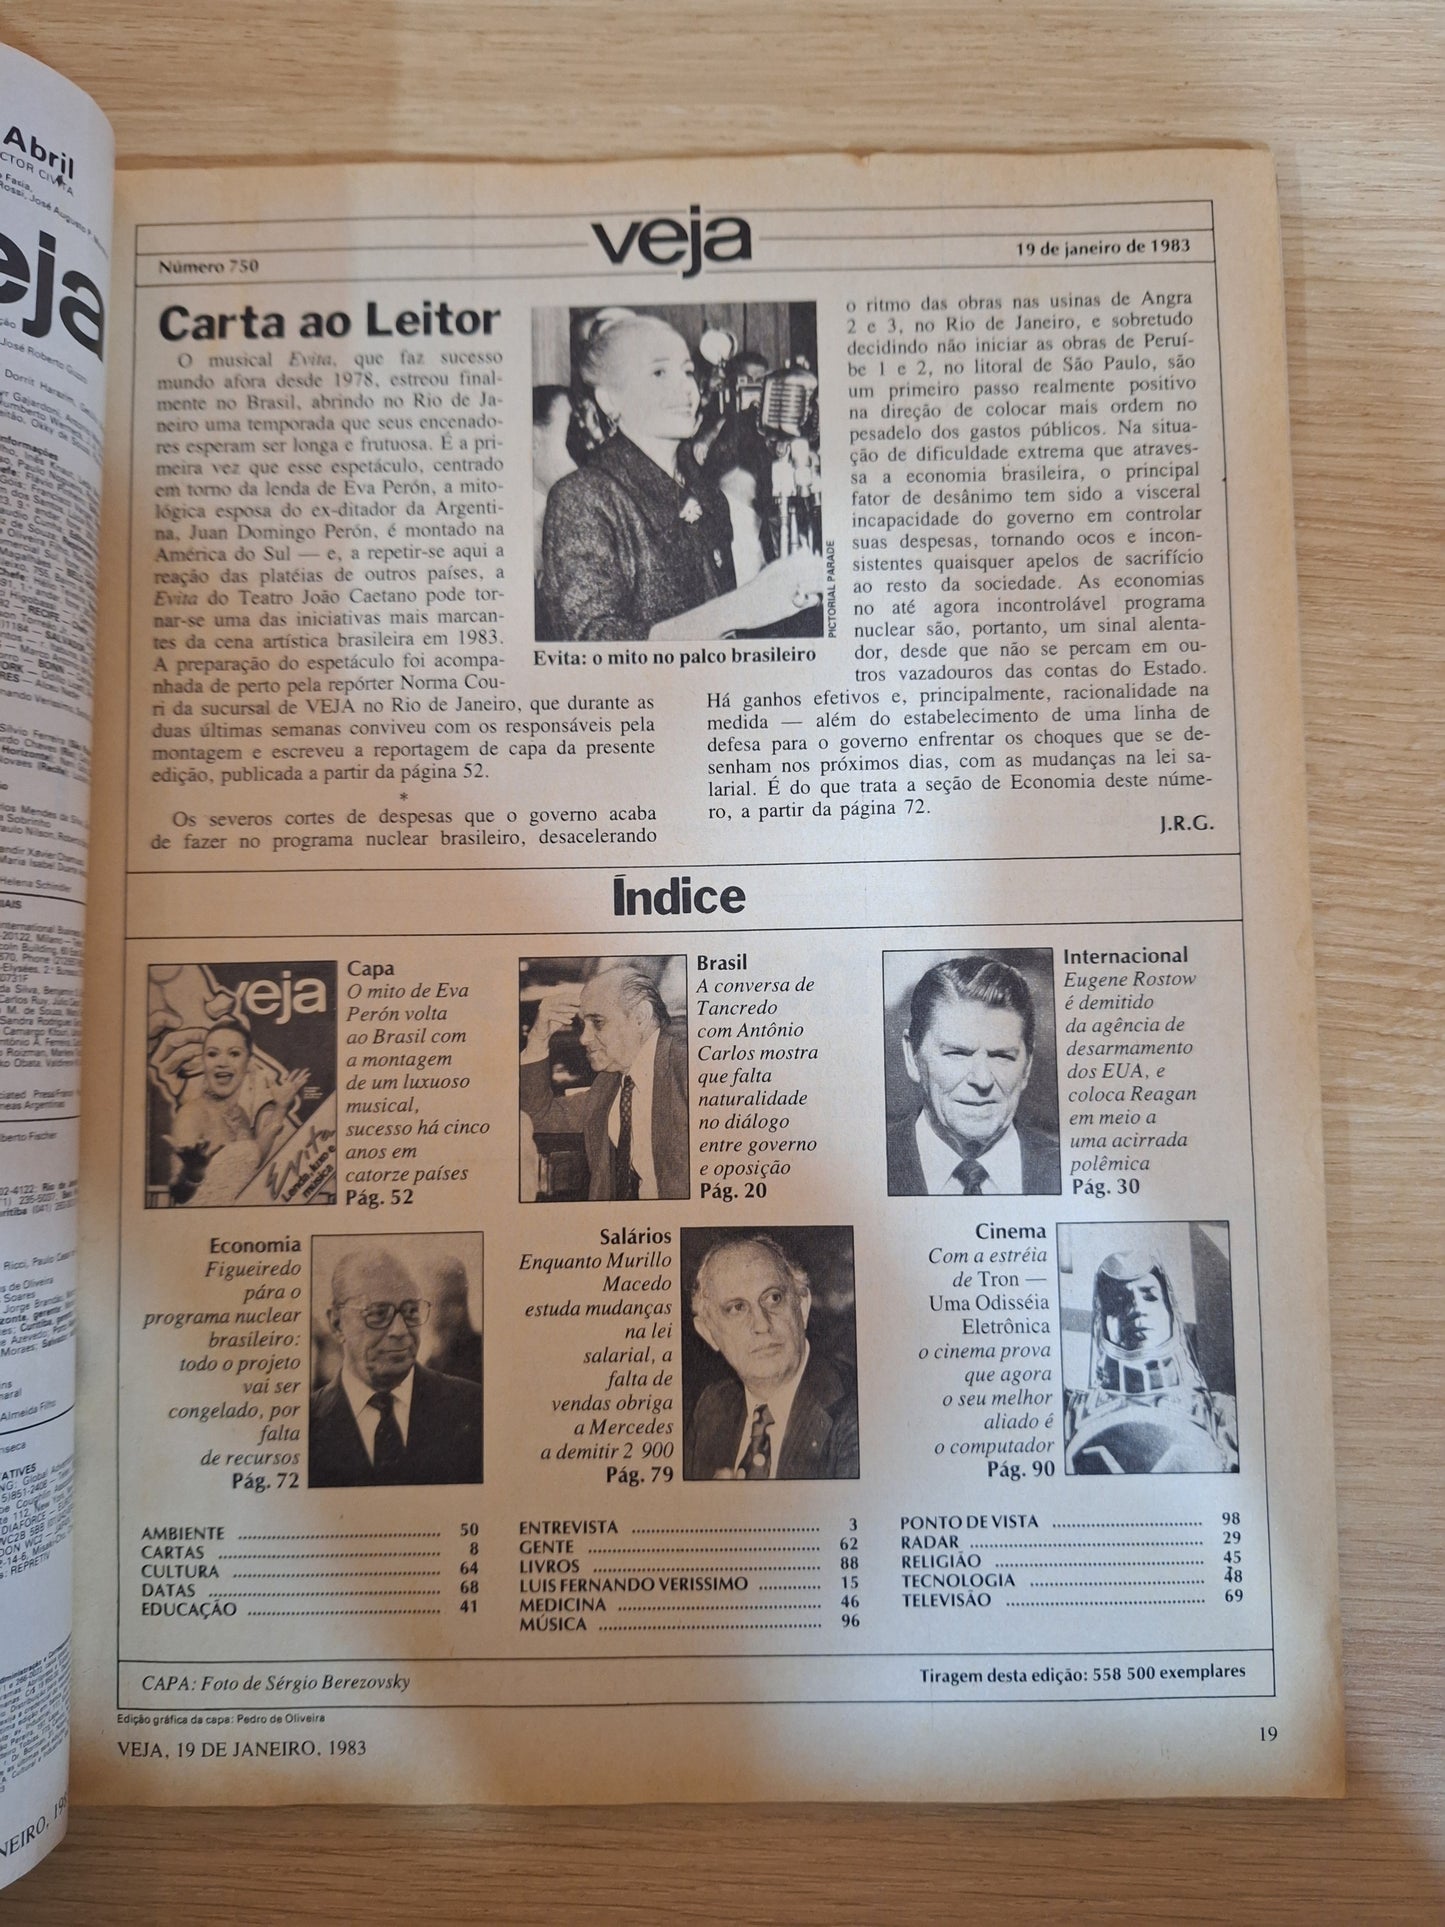 Abril
veja
Número 750
19 de janeiro de 1983
Carta ao Leitor
O musical Evita, que faz sucesso
mundo afora desde 1978, estreou final-
mente no Brasil, abrindo no Rio de Ja-
neiro uma temporada que seus encenado-
res esperam ser longa e frutuosa. É a pri-
meira vez que esse espetáculo, centrado
em torno da lenda de Eva Perón, a mito-
lógica esposa do ex-ditador da Argenti-
na, Juan Domingo Perón, é montado na
América do Sul — e, a repetir-se aqui a
reação das platéias de outros países, a
Evita do Teatro João Caetano pode tor-
nar-se uma das iniciativas mais marcan-
tes da cena artística brasileira em 1983.
A preparação do espetáculo foi acompa-
nhada de perto pela repórter Norma Cou-
ri da sucursal de VEJA no Rio de Janeiro, que durante as
duas últimas semanas conviveu com os responsáveis pela
montagem e escreveu a reportagem de capa da presente
edição, publicada a partir da página 52.
*
Os severos cortes de despesas que o governo acaba
de fazer no programa nuclear brasileiro, desacelerando
PICTORIAL PARADE
Evita: o mito no palco brasileiro
o ritmo das obras nas usinas de Angra
2 e 3, no Rio de Janeiro, e sobretudo
decidindo não iniciar as obras de Peruí-
be 1 e 2, no litoral de São Paulo, são
um primeiro passo realmente positivo
na direção de colocar mais ordem no
pesadelo dos gastos públicos. Na situa-
ção de dificuldade extrema que atraves-
sa a economia brasileira, o principal
fator de desânimo tem sido a visceral
incapacidade do governo em controlar
suas despesas, tornando ocos e incon-
sistentes quaisquer apelos de sacrifício
ao resto da sociedade. As economias
no até agora incontrolável programa
nuclear são, portanto, um sinal alenta-
dor, desde que não se percam em ou-
tros vazadouros das contas do Estado.
Há ganhos efetivos e, principalmente, racionalidade na
medida — além do estabelecimento de uma linha de
defesa para o governo enfrentar os choques que se de-
senham nos próximos dias, com as mudanças na lei sa-
larial. É do que trata a seção de Economia deste núme-
ro, a partir da página 72.
J.R.G.
Índice
veja
Evita
Lenda, luxo e
música
Capa
O mito de Eva
Perón volta
ao Brasil com
a montagem
de um luxuoso
musical,
sucesso há cinco
anos em
catorze países
Pág. 52
Brasil
A conversa de
Tancredo
com Antônio
Carlos mostra
que falta
naturalidade
no diálogo
entre governo
e oposição
Pág. 20
Internacional
Eugene Rostow
é demitido
da agência de
desarmamento
dos EUA, e
coloca Reagan
em meio a
uma acirrada
polêmica
Pág. 30
Economia
Figueiredo
pára o
programa nuclear
brasileiro:
todo o projeto
vai ser
congelado, por
falta
de recursos
Pág. 72
Salários
Enquanto Murillo
Macedo
estuda mudanças
na lei
salarial, a
falta de
vendas obriga
a Mercedes
a demitir 2 900
Pág. 79
Cinema
Com a estréia
de Tron —
Uma Odisséia
Eletrônica
o cinema prova
que agora
o seu melhor
aliado é
o computador
Pág. 90
AMBIENTE 50
CARTAS 8
CULTURA 64
DATAS 68
EDUCAÇÃO 41
ENTREVISTA 3
GENTE 62
LIVROS 88
LUIS FERNANDO VERISSIMO 15
MEDICINA 46
MÚSICA 96
PONTO DE VISTA 98
RADAR 29
RELIGIÃO 45
TECNOLOGIA 48
TELEVISÃO 69
CAPA: Foto de Sérgio Berezovsky
Tiragem desta edição: 558 500 exemplares
Edição gráfica da capa: Pedro de Oliveira
VEJA, 19 DE JANEIRO, 1983
19